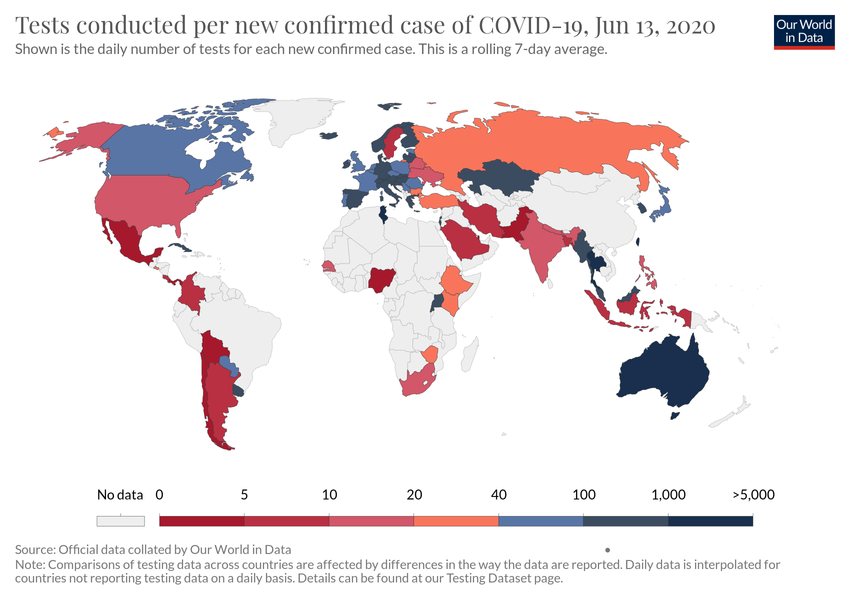 Tests conducted per new confirmed case of COVID-19, Jun 13, 2020
Shown is the daily number of tests for each new confirmed case. This is a rolling 7-day average.
Our World
in Data
No data 0 5 10 20 40 100 1,000 >5,000
Source: Official data collated by Our World in Data
Note: Comparisons of testing data across countries are affected by differences in the way the data are reported. Daily data is interpolated for
countries not reporting testing data on a daily basis. Details can be found at our Testing Dataset page.